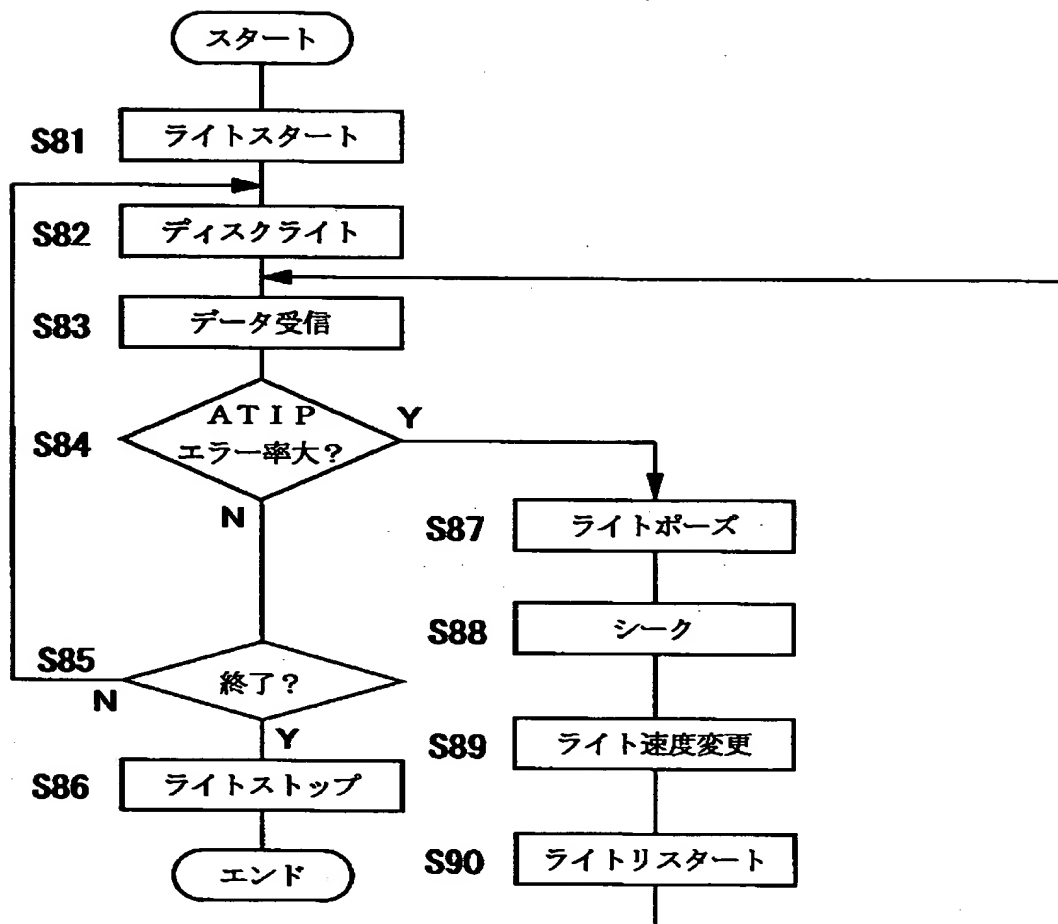 スタート
S81 ライトスタート
S82 ディスクライト
S83 データ受信
S84 ATIP
エラー率大?
Y
N
S85 終了?
N
Y
S86 ライトストップ
エンド
S87 ライトポーズ
S88 シーク
S89 ライト速度変更
S90 ライトリスタート